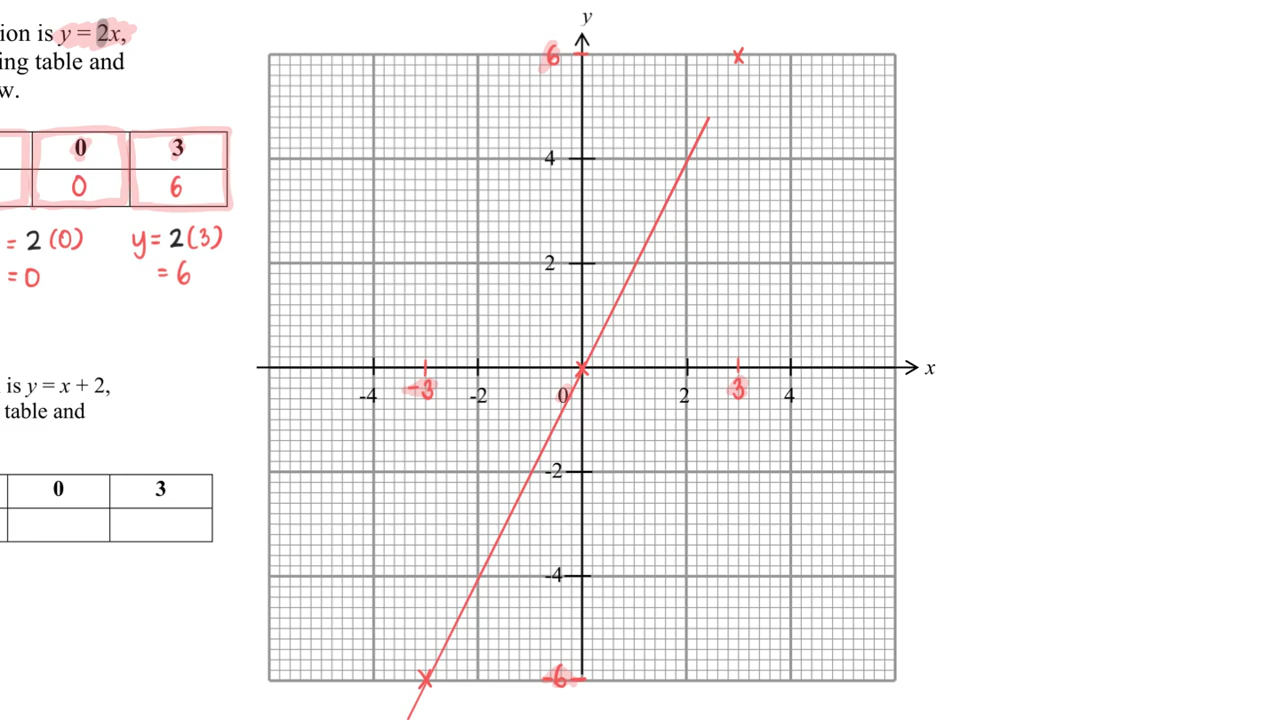 ion is y = 2x,
ing table and
w.
0 3
0 6
= 2 (0) y = 2 (3)
= 0 = 6
is y = x + 2,
table and
0 3
y
6
4
2
x
-4 -3 -2 0 2 3 4
-2
-4
-6